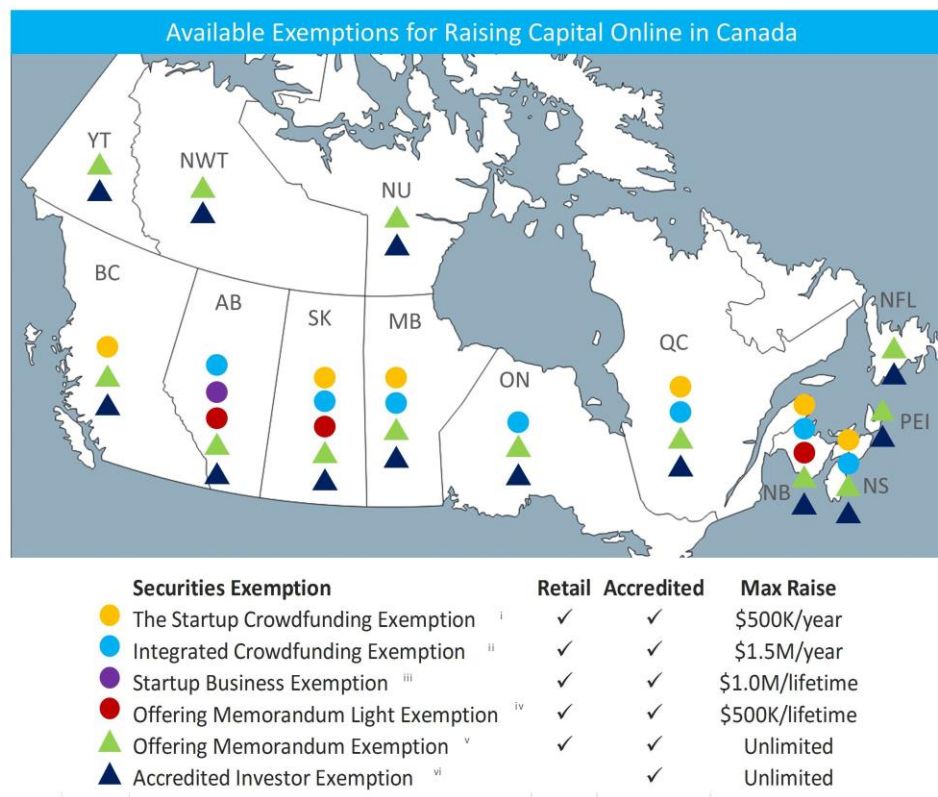 Available Exemptions for Raising Capital Online in Canada
YT
NWT
NU
BC
AB
SK
MB
ON
QC
NFL
PEI
NB
NS
Securities Exemption Retail Accredited Max Raise
The Startup Crowdfunding Exemption i ✓ ✓ $500K/year
Integrated Crowdfunding Exemption ii ✓ ✓ $1.5M/year
Startup Business Exemption iii ✓ ✓ $1.0M/lifetime
Offering Memorandum Light Exemption iv ✓ ✓ $500K/lifetime
Offering Memorandum Exemption v ✓ ✓ Unlimited
Accredited Investor Exemption vi ✓ Unlimited